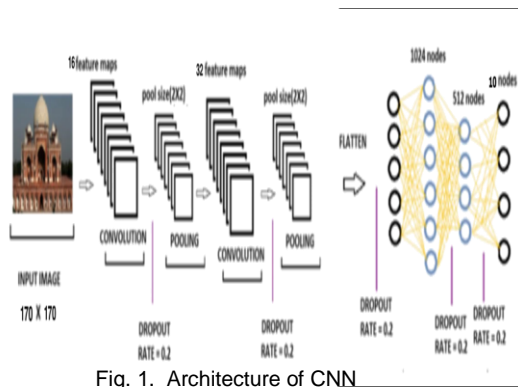 16 feature maps
pool size(2X2)
32 feature maps
pool size(2X2)
1024 nodes
512 nodes
10 nodes
FLATTEN
CONVOLUTION
POOLING
CONVOLUTION
POOLING
INPUT IMAGE
170 X 170
DROPOUT
RATE = 0.2
DROPOUT
RATE = 0.2
DROPOUT
RATE = 0.2
DROPOUT
RATE = 0.2
DROPOUT
RATE = 0.2
Fig. 1. Architecture of CNN